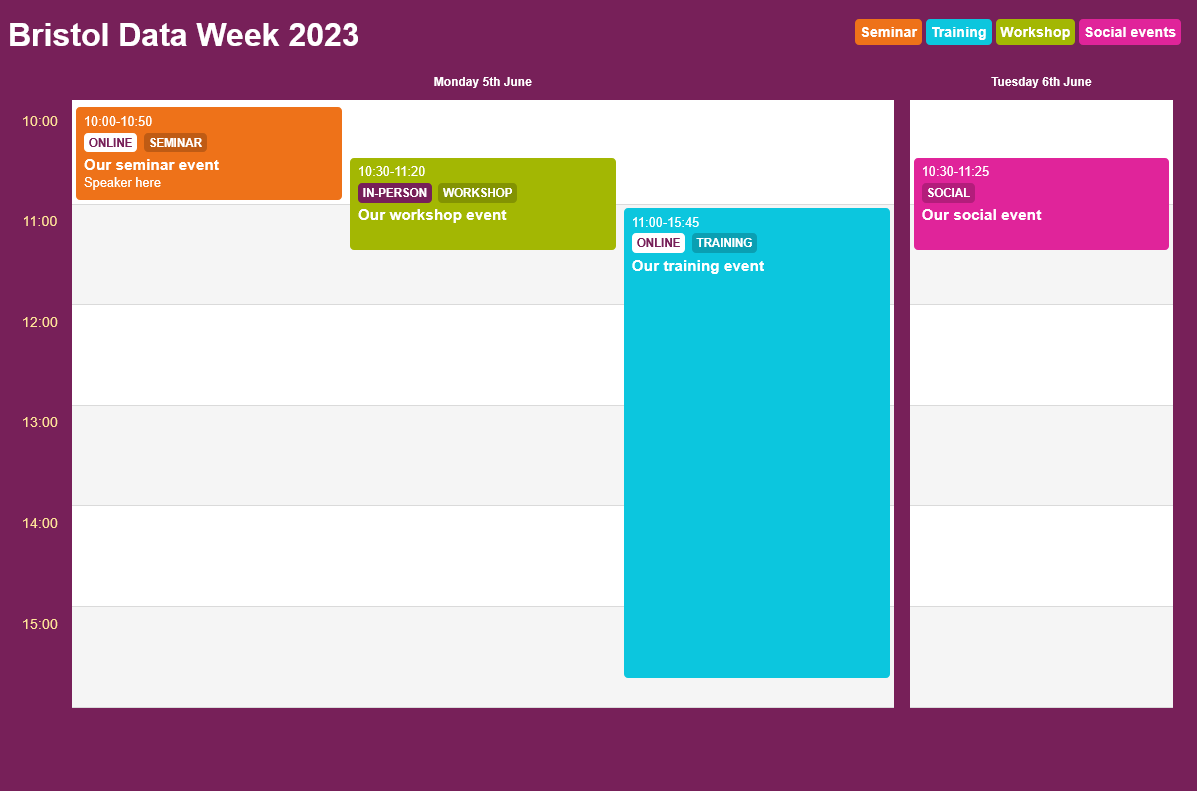 Bristol Data Week 2023
Seminar Training Workshop Social events
Monday 5th June
Tuesday 6th June
10:00
11:00
12:00
13:00
14:00
15:00
10:00-10:50
ONLINE SEMINAR
Our seminar event
Speaker here
10:30-11:20
IN-PERSON WORKSHOP
Our workshop event
11:00-15:45
ONLINE TRAINING
Our training event
10:30-11:25
SOCIAL
Our social event